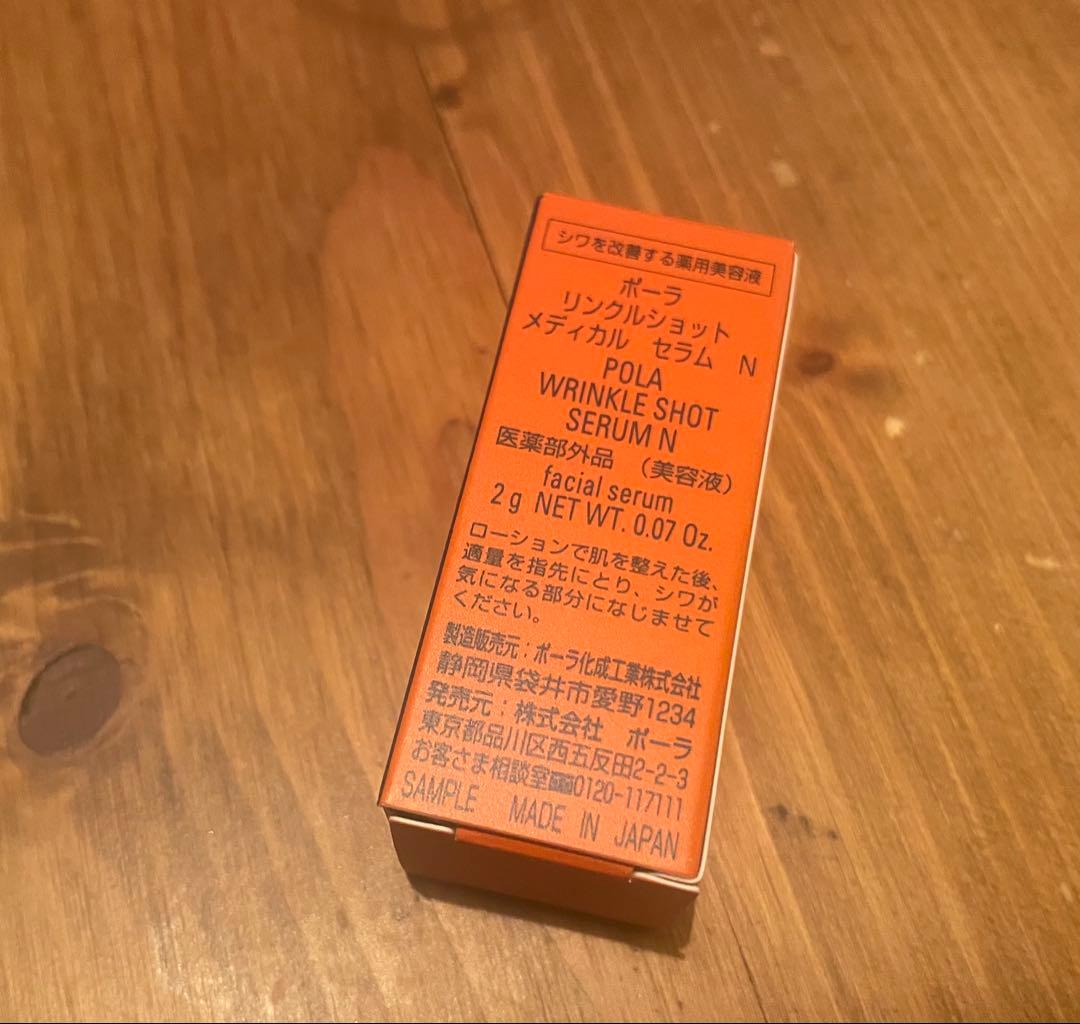 シワを改善する薬用美容液
ポーラ
リンクルショット
メディカル セラム N
POLA
WRINKLE SHOT
SERUM N
医薬部外品 (美容液)
facial serum
2 g NET WT. 0.07 Oz.
ローションで肌を整えた後、
適量を指先にとり、シワが
気になる部分になじませて
ください。
製造販売元：ポーラ化成工業株式会社
静岡県袋井市愛野1234
発売元：株式会社 ポーラ
東京都品川区西五反田2-2-3
お客さま相談室☎0120-117111
SAMPLE MADE IN JAPAN